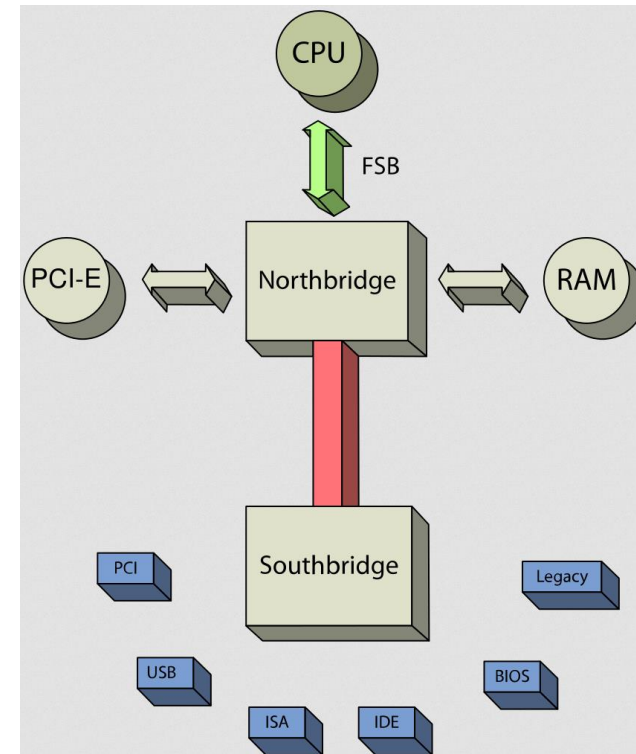 CPU
FSB
PCI-E
Northbridge
RAM
Southbridge
PCI
Legacy
USB
BIOS
ISA
IDE